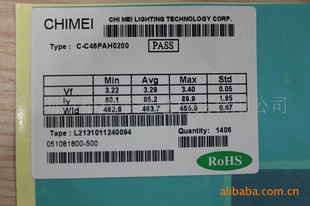 CHIMEI
CHI MEI LIGHTING TECHNOLOGY CORP.
Type : C-C46PAH0200 PASS
Min Avg Max Std
Vf 3.22 3.29 3.40 0.05
Iv 80.1 85.2 89.9 1.95
Wld 462.6 463.7 465.0 0.67
Type : L2131011240094
Quantity: 1406
051081800-500
RoHS
alibaba.com.cn